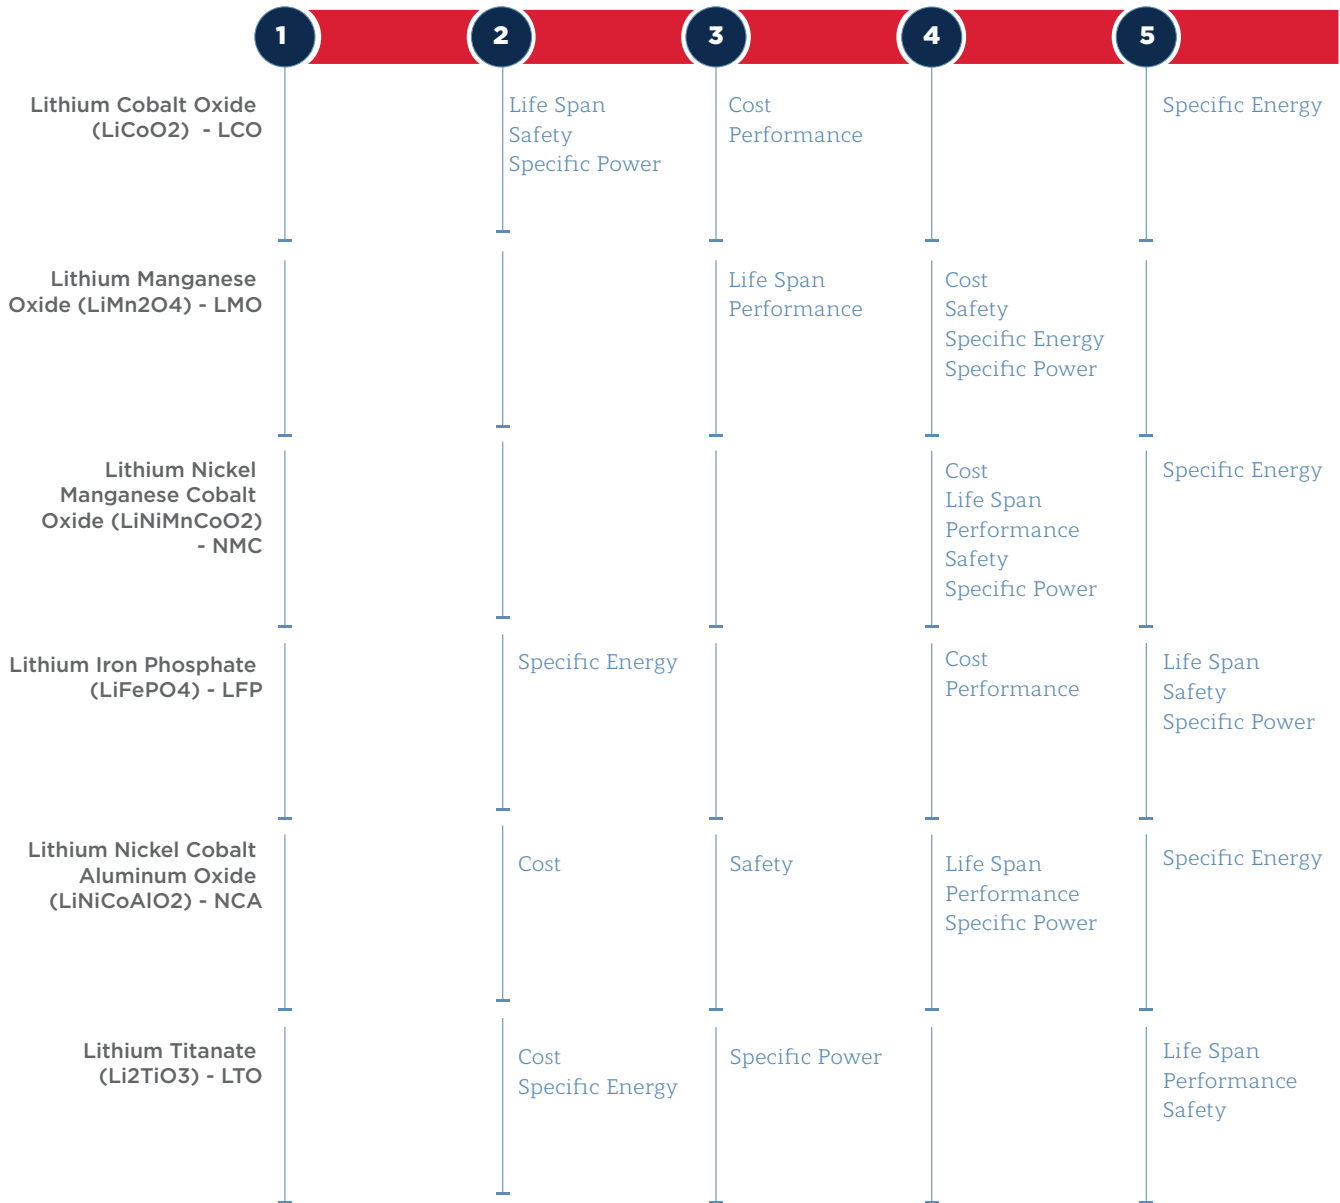 1 2 3 4 5
Lithium Cobalt Oxide
(LiCoO2) - LCO
Life Span
Safety
Specific Power
Cost
Performance
Specific Energy
Lithium Manganese
Oxide (LiMn2O4) - LMO
Life Span
Performance
Cost
Safety
Specific Energy
Specific Power
Lithium Nickel
Manganese Cobalt
Oxide (LiNiMnCoO2)
- NMC
Cost
Life Span
Performance
Safety
Specific Power
Specific Energy
Lithium Iron Phosphate
(LiFePO4) - LFP
Specific Energy
Cost
Performance
Life Span
Safety
Specific Power
Lithium Nickel Cobalt
Aluminum Oxide
(LiNiCoAlO2) - NCA
Cost
Safety
Life Span
Performance
Specific Power
Specific Energy
Lithium Titanate
(Li2TiO3) - LTO
Cost
Specific Energy
Specific Power
Life Span
Performance
Safety